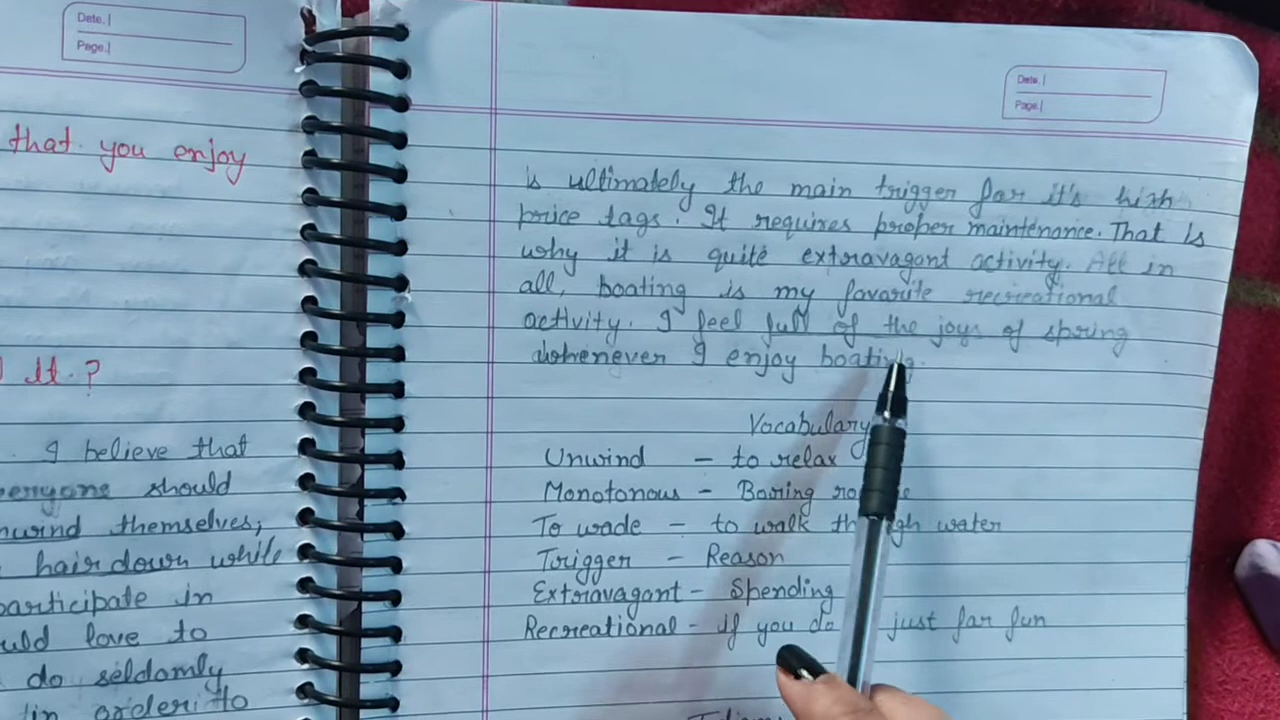 Date.
Page.
that you enjoy
It?
I believe that
should
themselves,
hair down while
participate in
love to
do seldomly
in order to
Date.
Page.
is ultimately the main trigger for it's high
price tags. It requires proper maintenance. That is
why it is quite extravagant activity. All in
all, boating is my favorite recreational
activity. I feel full of the joys of spring
whenever I enjoy boating.
Vocabulary
Unwind - to relax
Monotonous - Boring
To wade - to walk through water
Trigger - Reason
Extravagant - Spending
Recreational - If you do just for fun